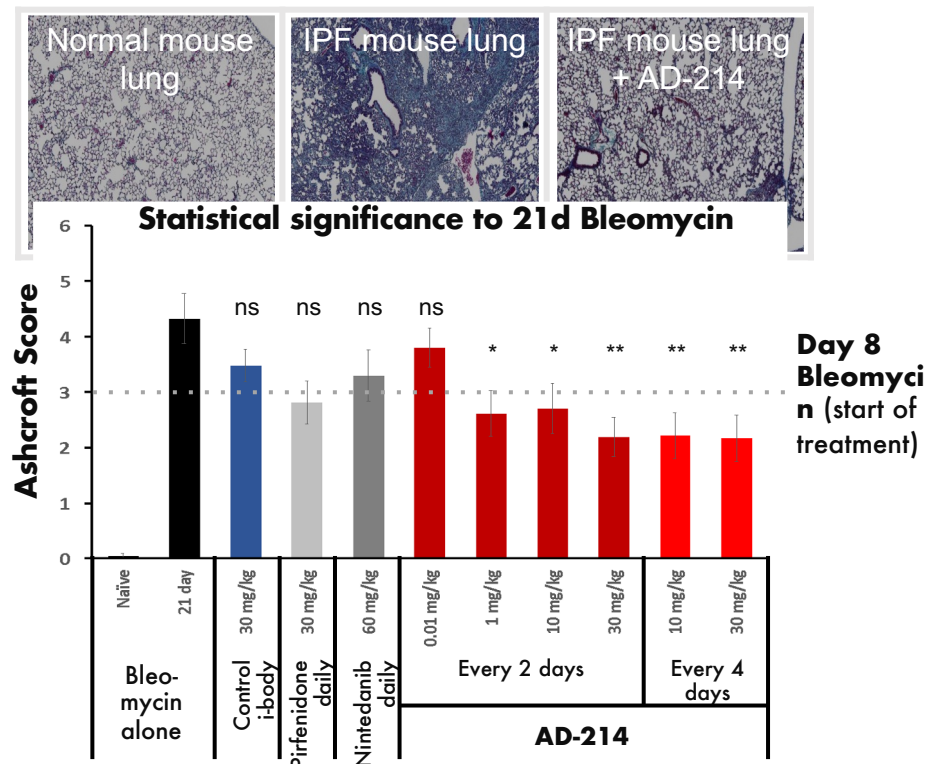 Normal mouse
lung
IPF mouse lung
IPF mouse lung
+ AD-214
Statistical significance to 21d Bleomycin
Ashcroft Score
6
5
4
3
2
1
0
ns
ns
ns
ns
*
*
**
**
**
Day 8
Bleomyci
n (start of
treatment)
Naïve
21 day
30 mg/kg
30 mg/kg
60 mg/kg
0.01 mg/kg
1 mg/kg
10 mg/kg
30 mg/kg
10 mg/kg
30 mg/kg
Bleo-
mycin
alone
Control
i-body
Pirfenidone
daily
Nintedanib
daily
Every 2 days
Every 4
days
AD-214